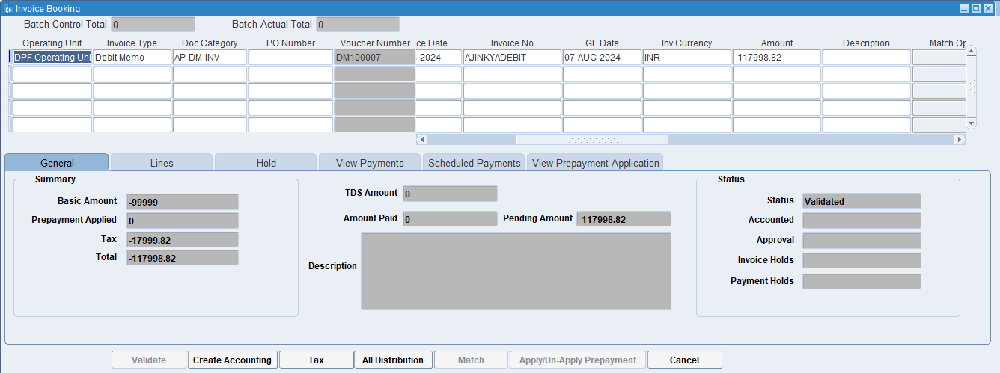 Invoice Booking
Batch Control Total 0 Batch Actual Total 0
Operating Unit Invoice Type Doc Category PO Number Voucher Number ce Date Invoice No GL Date Inv Currency Amount Description Match Op
DPF Operating Uni Debit Memo AP-DM-INV DM100007 -2024 AJINKYADEBIT 07-AUG-2024 INR -117998.82
General Lines Hold View Payments Scheduled Payments View Prepayment Application
Summary
Basic Amount -99999
Prepayment Applied 0
Tax -17999.82
Total -117998.82
TDS Amount 0
Amount Paid 0 Pending Amount -117998.82
Description
Status
Status Validated
Accounted
Approval
Invoice Holds
Payment Holds
Validate Create Accounting Tax All Distribution Match Apply/Un-Apply Prepayment Cancel